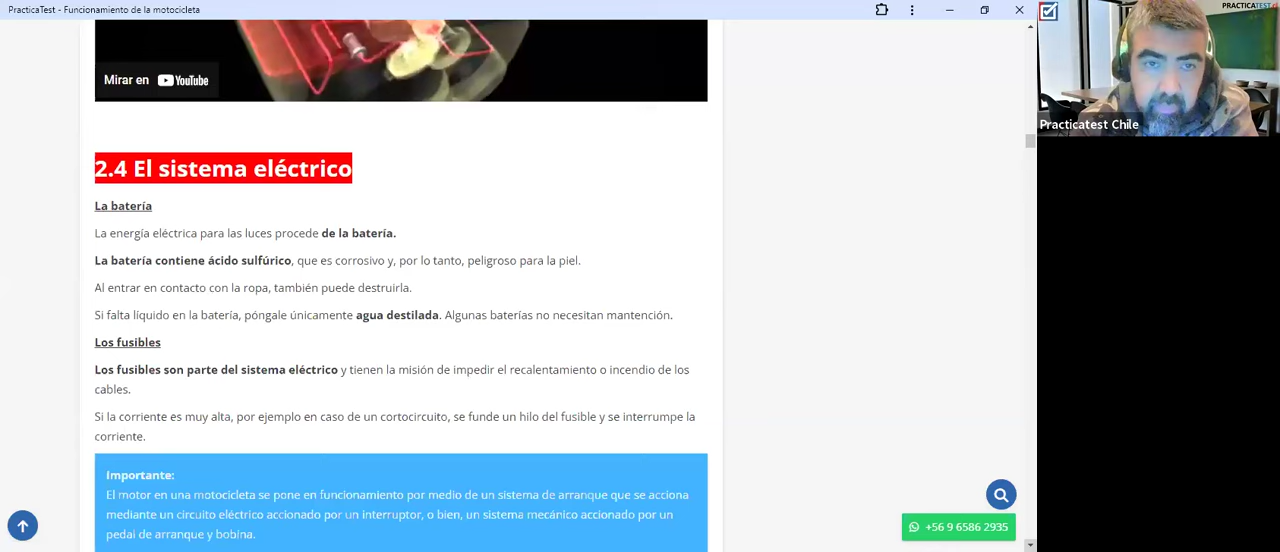 PracticaTest - Funcionamiento de la motocicleta
PRACTICATEST
Mirar en YouTube
Practicatest Chile
2.4 El sistema eléctrico
La batería
La energía eléctrica para las luces procede de la batería.
La batería contiene ácido sulfúrico, que es corrosivo y, por lo tanto, peligroso para la piel.
Al entrar en contacto con la ropa, también puede destruirla.
Si falta líquido en la batería, póngale únicamente agua destilada. Algunas baterías no necesitan mantención.
Los fusibles
Los fusibles son parte del sistema eléctrico y tienen la misión de impedir el recalentamiento o incendio de los
cables.
Si la corriente es muy alta, por ejemplo en caso de un cortocircuito, se funde un hilo del fusible y se interrumpe la
corriente.
Importante:
El motor en una motocicleta se pone en funcionamiento por medio de un sistema de arranque que se acciona
mediante un circuito eléctrico accionado por un interruptor, o bien, un sistema mecánico accionado por un
pedal de arranque y bobina.
+56 9 6586 2935